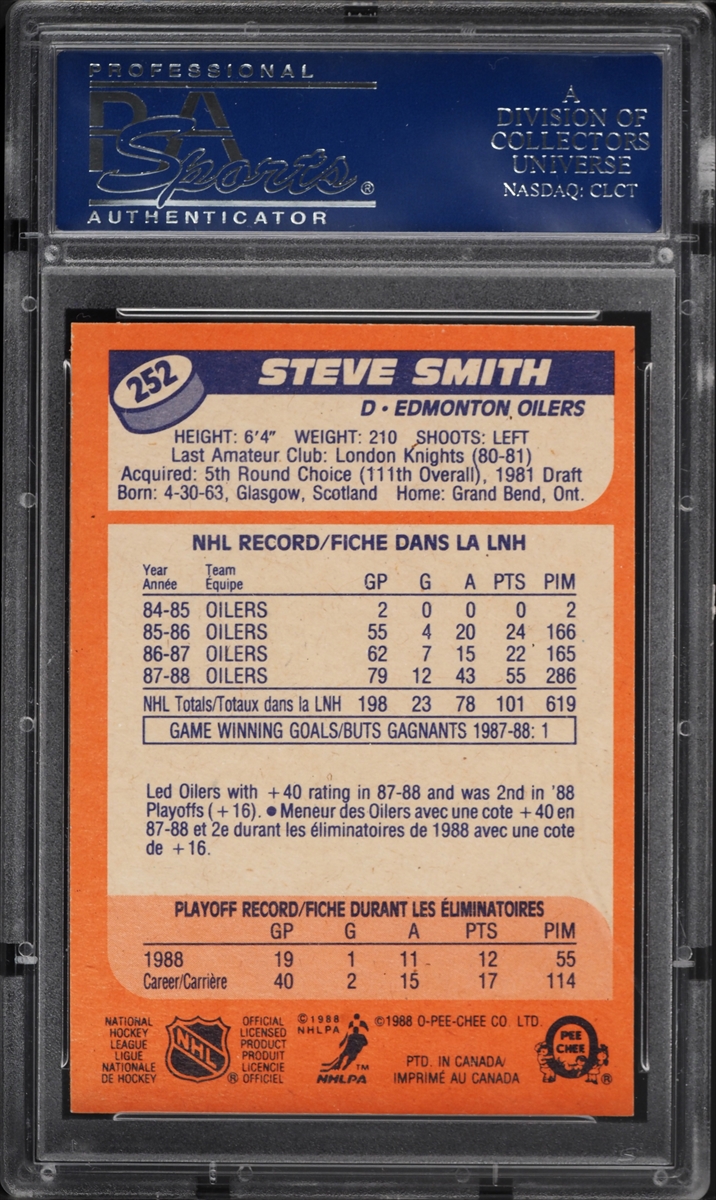 PROFESSIONAL
PSA
Sports®
AUTHENTICATOR
A
DIVISION OF
COLLECTORS
UNIVERSE
NASDAQ: CLCT
252
STEVE SMITH
D • EDMONTON OILERS
HEIGHT: 6'4" WEIGHT: 210 SHOOTS: LEFT
Last Amateur Club: London Knights (80-81)
Acquired: 5th Round Choice (111th Overall), 1981 Draft
Born: 4-30-63, Glasgow, Scotland Home: Grand Bend, Ont.
NHL RECORD/FICHE DANS LA LNH
Year Team
Année Équipe GP G A PTS PIM
84-85 OILERS 2 0 0 0 2
85-86 OILERS 55 4 20 24 166
86-87 OILERS 62 7 15 22 165
87-88 OILERS 79 12 43 55 286
NHL Totals/Totaux dans la LNH 198 23 78 101 619
GAME WINNING GOALS/BUTS GAGNANTS 1987-88: 1
Led Oilers with +40 rating in 87-88 and was 2nd in '88
Playoffs (+16). ● Meneur des Oilers avec une cote +40 en
87-88 et 2e durant les éliminatoires de 1988 avec une cote
de +16.
PLAYOFF RECORD/FICHE DURANT LES ÉLIMINATOIRES
GP G A PTS PIM
1988 19 1 11 12 55
Career/Carrière 40 2 15 17 114
NATIONAL
HOCKEY
LEAGUE
LIGUE
NATIONALE
DE HOCKEY
NHL
®
OFFICIAL
LICENSED
PRODUCT
PRODUIT
LICENCIE
OFFICIEL
©1988
NHLPA
TM
NHLPA
©1988 O-PEE-CHEE CO. LTD.
PTD. IN CANADA/
IMPRIMÉ AU CANADA
O
PEE
CHEE
®